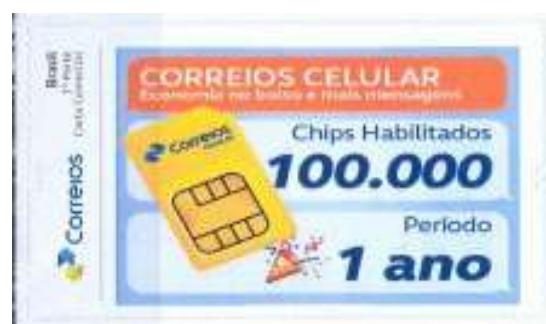 Brasil
1º Porte
Carta Comercial
Correios
CORREIOS CELULAR
Economia no bolso e mais mensagens
Correios
Chips Habilitados
100.000
Período
1 ano